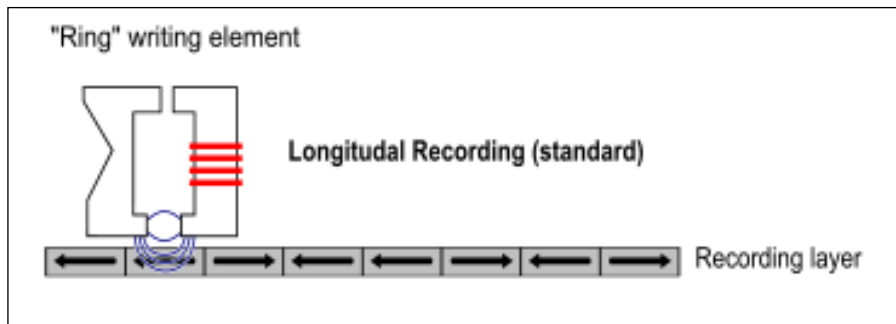 "Ring" writing element
Longitudal Recording (standard)
Recording layer